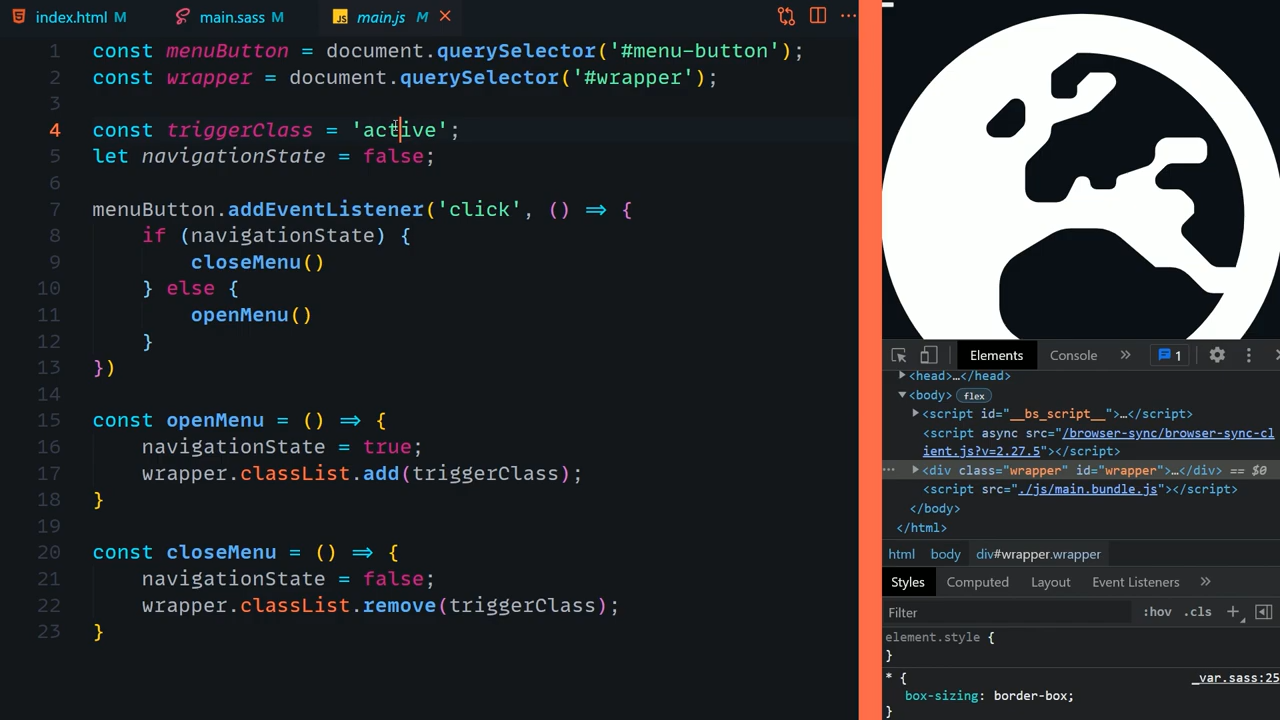 index.html M main.sass M JS main.js M
1 const menuButton = document.querySelector('#menu-button');
2 const wrapper = document.querySelector('#wrapper');
3
4 const triggerClass = 'active';
5 let navigationState = false;
6
7 menuButton.addEventListener('click', () ⇒ {
8 if (navigationState) {
9 closeMenu()
10 } else {
11 openMenu()
12 }
13 })
14
15 const openMenu = () ⇒ {
16 navigationState = true;
17 wrapper.classList.add(triggerClass);
18 }
19
20 const closeMenu = () ⇒ {
21 navigationState = false;
22 wrapper.classList.remove(triggerClass);
23 }
Elements Console » 1
<head>…</head>
<body> flex
<script id="__bs_script__">…</script>
<script async src="/browser-sync/browser-sync-cl
ient.js?v=2.27.5"></script>
<div class="wrapper" id="wrapper">…</div> == $0
<script src="./js/main.bundle.js"></script>
</body>
</html>
html body div#wrapper.wrapper
Styles Computed Layout Event Listeners »
Filter :hov .cls +
element.style {
}
* { _var.sass:25
box-sizing: border-box;
}